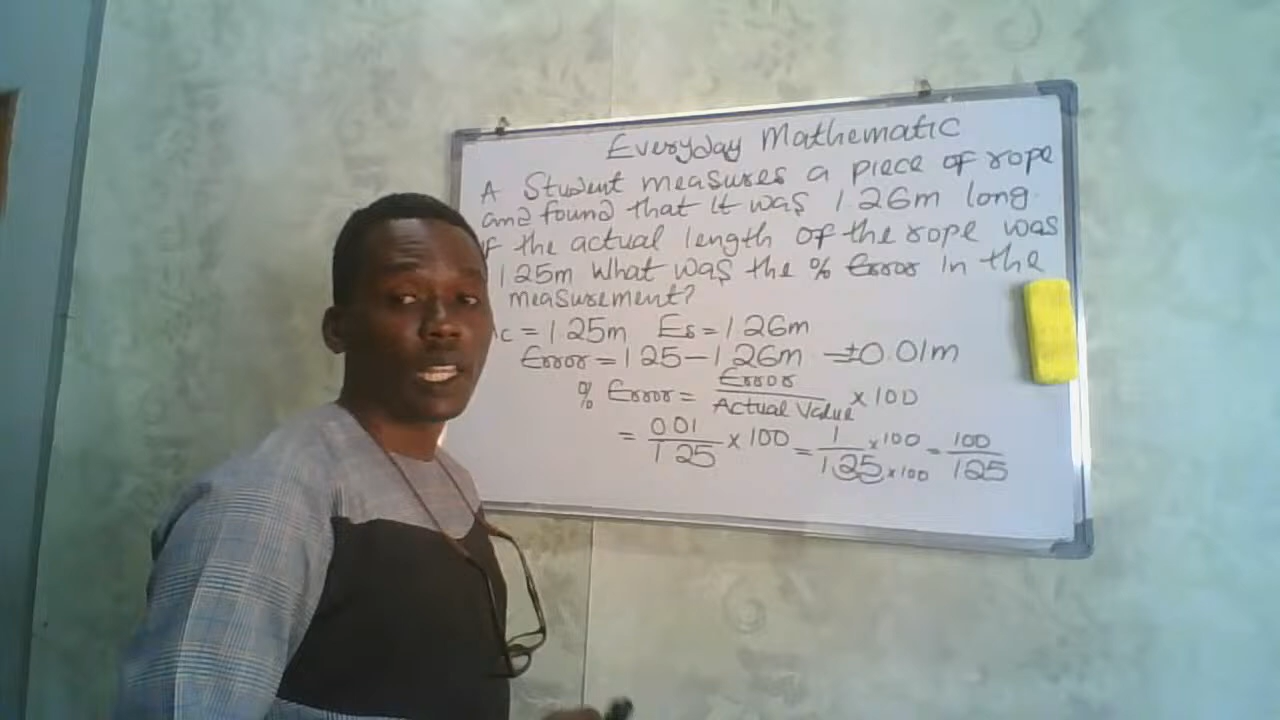 Everyday Mathematic
A Student measures a piece of rope
and found that it was 1.26m long.
if the actual length of the rope was
1.25m What was the % Error in the
measurement?
Ac = 1.25m Es = 1.26m
Error = 1.25 - 1.26m = ±0.01m
% Error = Error / Actual Value × 100
= 0.01 / 1.25 × 100 = 1 × 100 / 1.25 × 100 = 100 / 125